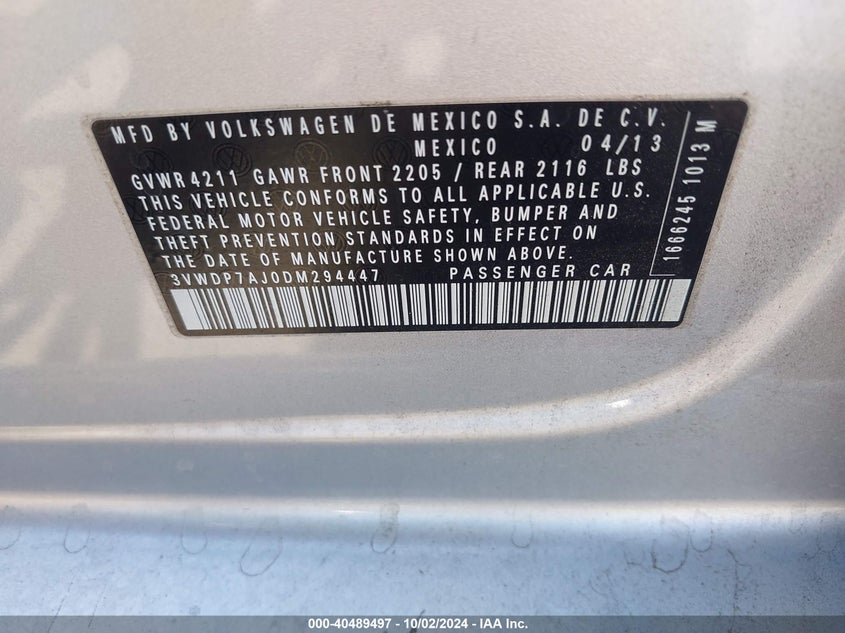 MFD BY VOLKSWAGEN DE MEXICO S.A. DE C.V.
MEXICO 04/13
GVWR 4211 GAWR FRONT 2205 / REAR 2116 LBS
THIS VEHICLE CONFORMS TO ALL APPLICABLE U.S.
FEDERAL MOTOR VEHICLE SAFETY, BUMPER AND
THEFT PREVENTION STANDARDS IN EFFECT ON
THE DATE OF MANUFACTURE SHOWN ABOVE.
3VWDP7AJ0DM294447 PASSENGER CAR
1666245 1013 M
000-40489497 - 10/02/2024 - IAA Inc.